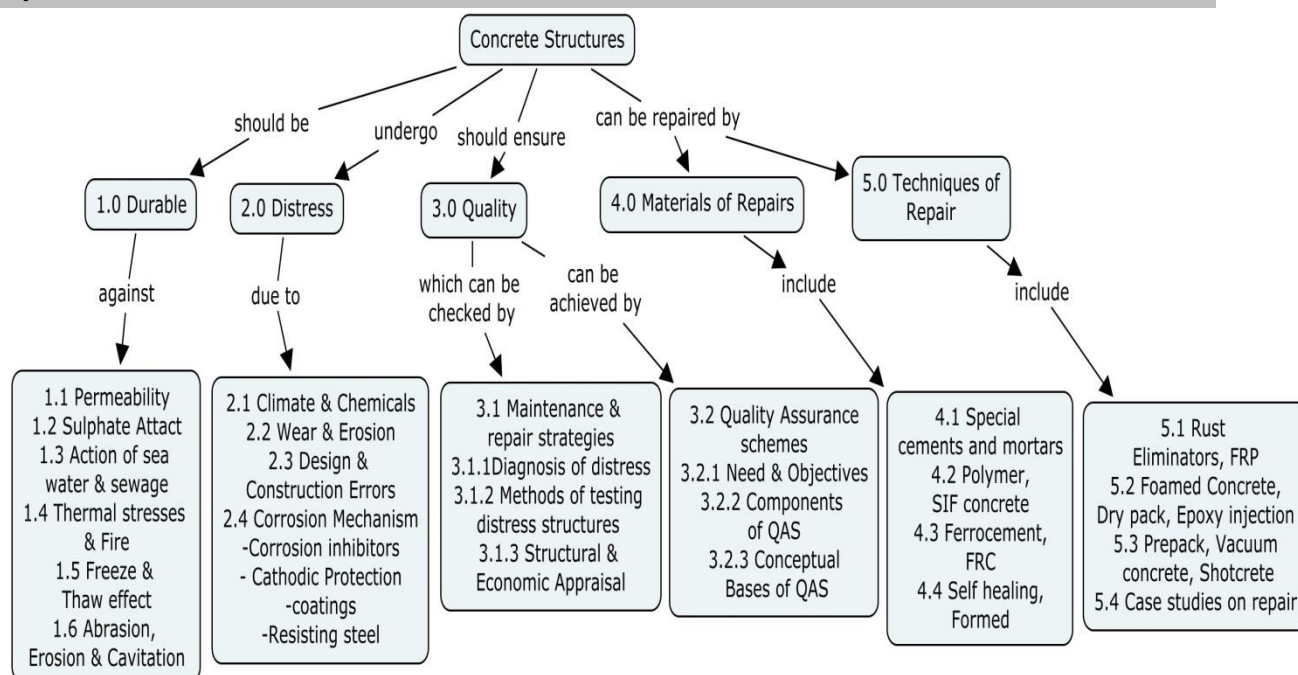 Concrete Structures
should be
undergo
should ensure
can be repaired by
1.0 Durable
2.0 Distress
3.0 Quality
4.0 Materials of Repairs
5.0 Techniques of
Repair
against
due to
which can be
checked by
can be
achieved by
include
include
1.1 Permeability
1.2 Sulphate Attact
1.3 Action of sea
water & sewage
1.4 Thermal stresses
& Fire
1.5 Freeze &
Thaw effect
1.6 Abrasion,
Erosion & Cavitation
2.1 Climate & Chemicals
2.2 Wear & Erosion
2.3 Design &
Construction Errors
2.4 Corrosion Mechanism
-Corrosion inhibitors
- Cathodic Protection
-coatings
-Resisting steel
3.1 Maintenance &
repair strategies
3.1.1Diagnosis of distress
3.1.2 Methods of testing
distress structures
3.1.3 Structural &
Economic Appraisal
3.2 Quality Assurance
schemes
3.2.1 Need & Objectives
3.2.2 Components
of QAS
3.2.3 Conceptual
Bases of QAS
4.1 Special
cements and mortars
4.2 Polymer,
SIF concrete
4.3 Ferrocement,
FRC
4.4 Self healing,
Formed
5.1 Rust
Eliminators, FRP
5.2 Foamed Concrete,
Dry pack, Epoxy injection
5.3 Prepack, Vacuum
concrete, Shotcrete
5.4 Case studies on repair